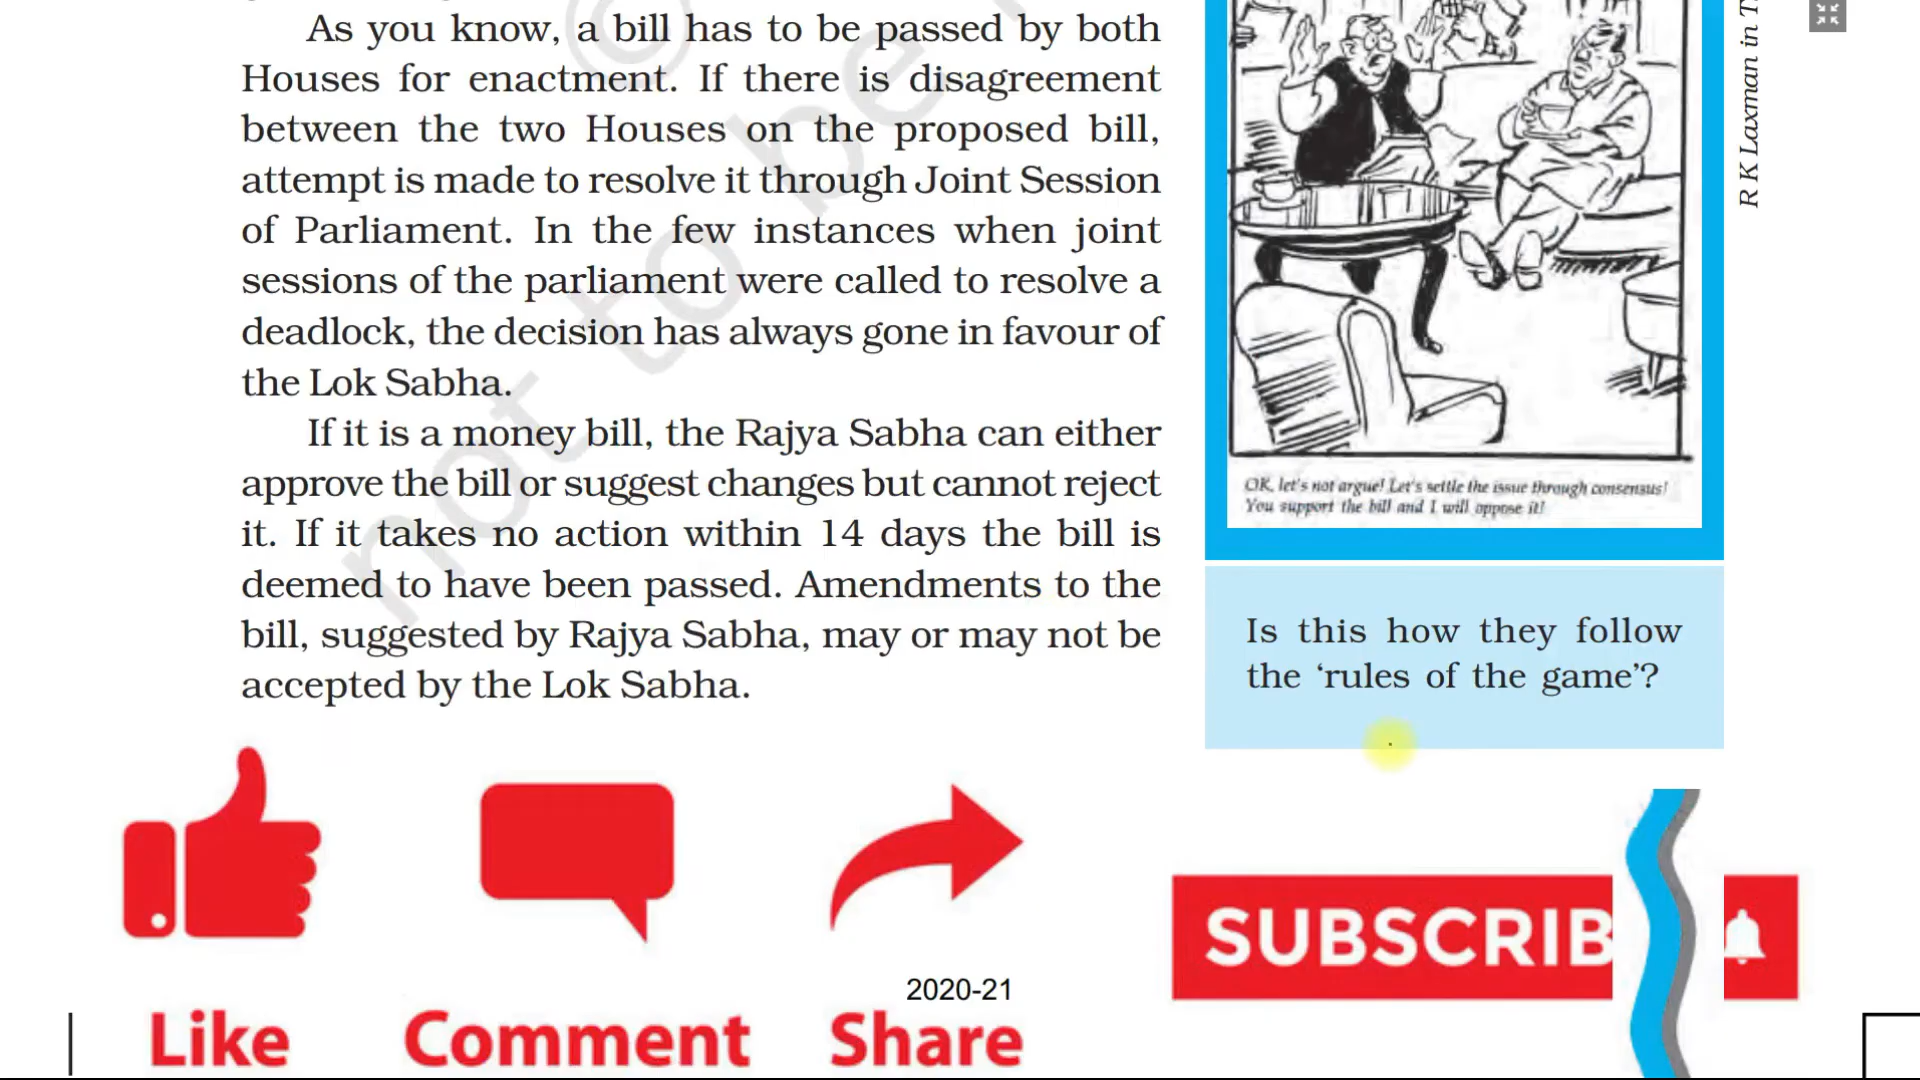 As you know, a bill has to be passed by both
Houses for enactment. If there is disagreement
between the two Houses on the proposed bill,
attempt is made to resolve it through Joint Session
of Parliament. In the few instances when joint
sessions of the parliament were called to resolve a
deadlock, the decision has always gone in favour of
the Lok Sabha.
If it is a money bill, the Rajya Sabha can either
approve the bill or suggest changes but cannot reject
it. If it takes no action within 14 days the bill is
deemed to have been passed. Amendments to the
bill, suggested by Rajya Sabha, may or may not be
accepted by the Lok Sabha.
R K Laxman in
OK, let's not argue! Let's settle the issue through consensus!
You support the bill and I will oppose it!
Is this how they follow
the ‘rules of the game’?
not to be
©
SUBSCRIB
2020-21
Like
Comment
Share